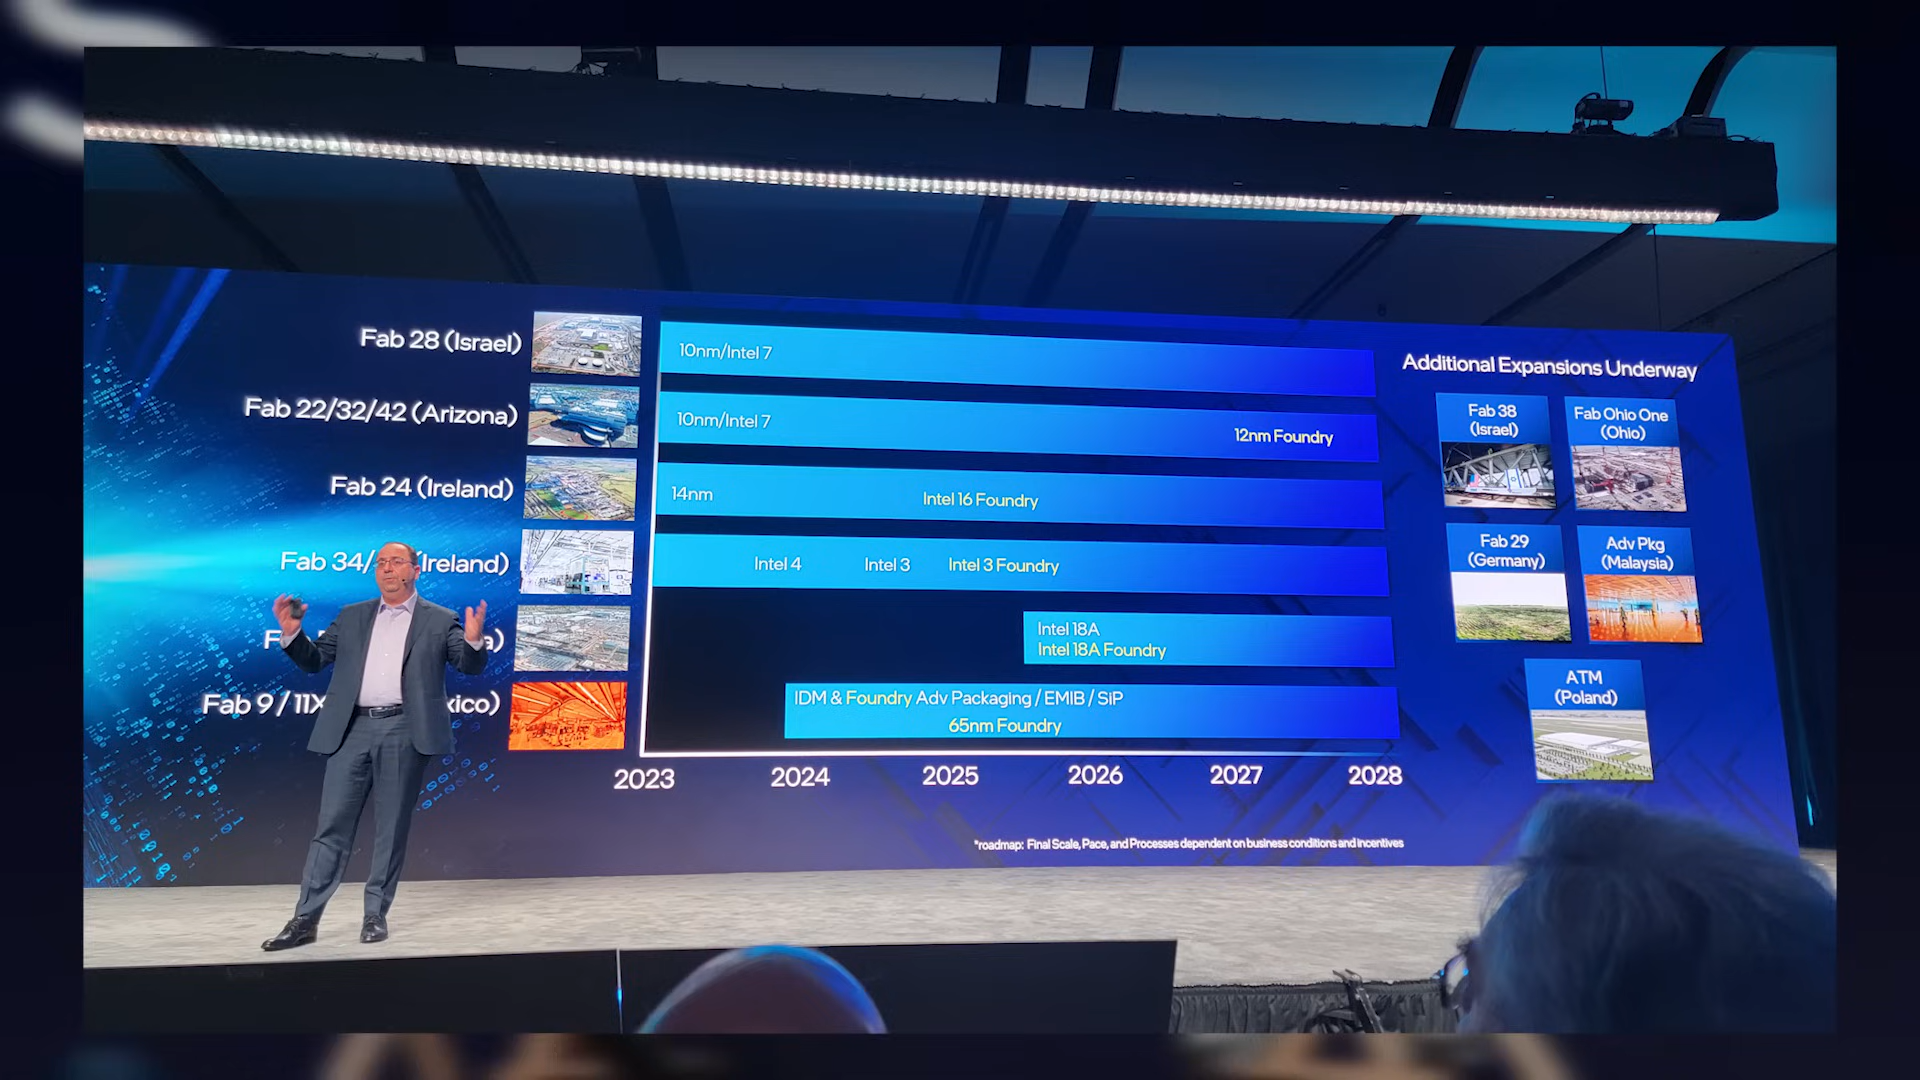 Fab 28 (Israel)
10nm/Intel 7
Fab 22/32/42 (Arizona)
10nm/Intel 7
12nm Foundry
Fab 24 (Ireland)
14nm
Intel 16 Foundry
Fab 34/ Ireland)
Intel 4
Intel 3
Intel 3 Foundry
Intel 18A
Intel 18A Foundry
Fab 9 / 11X xico)
IDM & Foundry Adv Packaging / EMIB / SiP
65nm Foundry
2023
2024
2025
2026
2027
2028
Additional Expansions Underway
Fab 38
(Israel)
Fab Ohio One
(Ohio)
Fab 29
(Germany)
Adv Pkg
(Malaysia)
ATM
(Poland)
*roadmap: Final Scale, Pace, and Processes dependent on business conditions and incentives